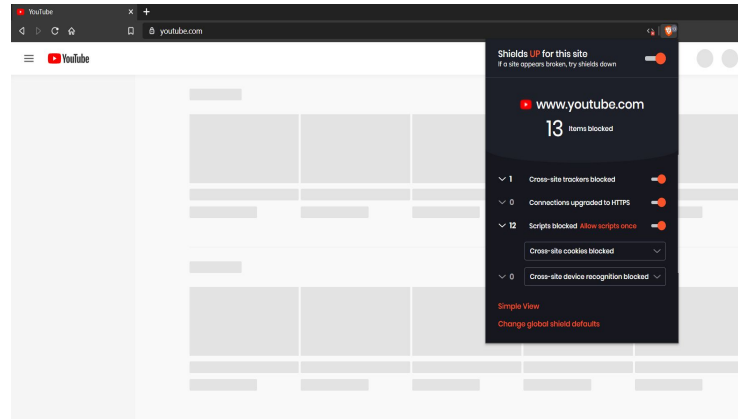 YouTube
youtube.com
YouTube
Shields UP for this site
If a site appears broken, try shields down
www.youtube.com
13 Items blocked
1 Cross-site trackers blocked
0 Connections upgraded to HTTPS
12 Scripts blocked Allow scripts once
Cross-site cookies blocked
0 Cross-site device recognition blocked
Simple View
Change global shield defaults